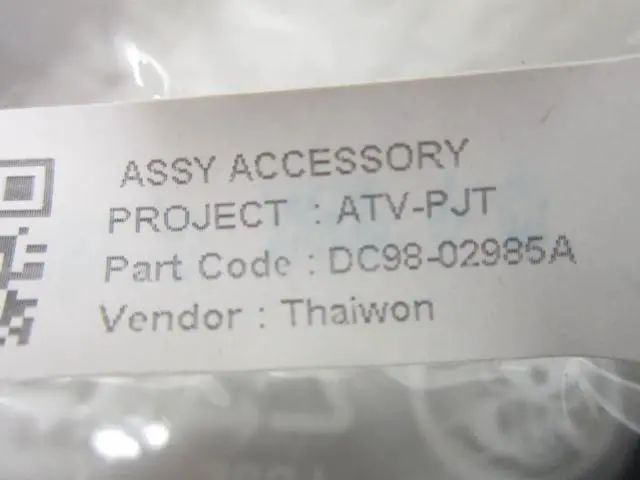 ASSY ACCESSORY
PROJECT : ATV-PJT
Part Code : DC98-02985A
Vendor : Thaiwon